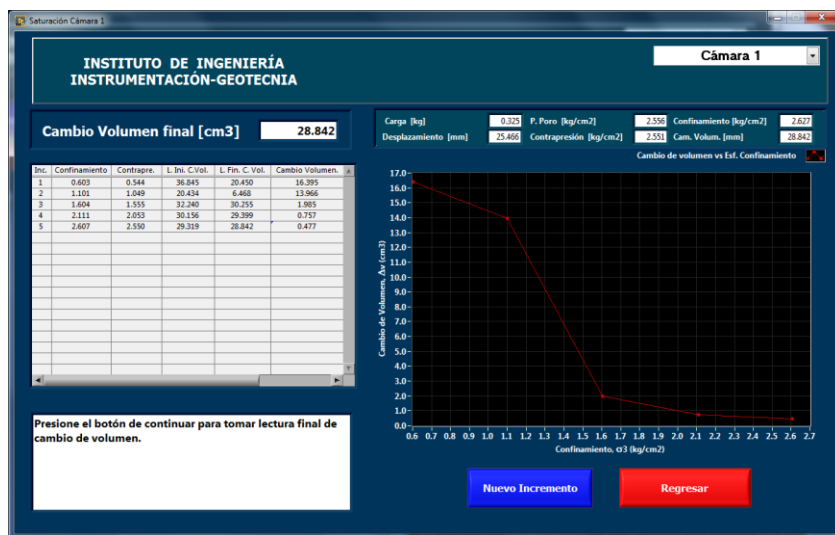 Saturación Cámara 1
INSTITUTO DE INGENIERÍA
INSTRUMENTACIÓN-GEOTECNIA
Cámara 1
Cambio Volumen final [cm3] 28.842
Carga [kg] 0.325 P. Poro [kg/cm2] 2.556 Confinamiento [kg/cm2] 2.627
Desplazamiento [mm] 25.466 Contrapresión [kg/cm2] 2.551 Cam. Volum. [mm] 28.842
Cambio de volumen vs Esf. Confinamiento
Inc. Confinamiento Contrapre. L. Ini. C.Vol. L. Fin. C. Vol. Cambio Volumen.
1 0.603 0.544 36.845 20.450 16.395
2 1.101 1.049 20.434 6.468 13.966
3 1.604 1.555 32.240 30.255 1.985
4 2.111 2.053 30.156 29.399 0.757
5 2.607 2.550 29.319 28.842 0.477
Cambio de Volumen, Δv (cm3)
17.0
16.0
15.0
14.0
13.0
12.0
11.0
10.0
9.0
8.0
7.0
6.0
5.0
4.0
3.0
2.0
1.0
0.0
0.6 0.7 0.8 0.9 1.0 1.1 1.2 1.3 1.4 1.5 1.6 1.7 1.8 1.9 2.0 2.1 2.2 2.3 2.4 2.5 2.6 2.7
Confinamiento, σ3 (kg/cm2)
Presione el botón de continuar para tomar lectura final de
cambio de volumen.
Nuevo Incremento
Regresar